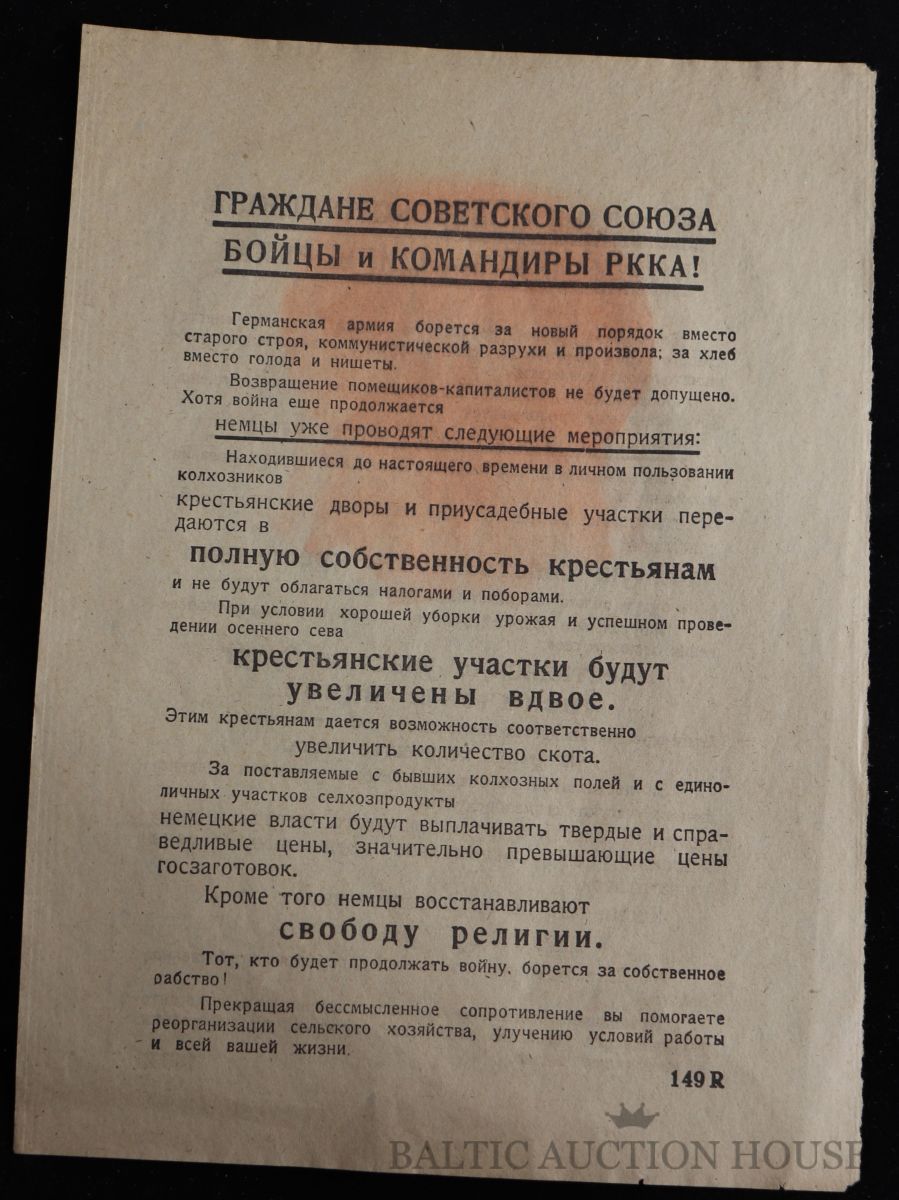 ГРАЖДАНЕ СОВЕТСКОГО СОЮЗА
БОЙЦЫ и КОМАНДИРЫ РККА!
Германская армия борется за новый порядок вместо
старого строя, коммунистической разрухи и произвола; за хлеб
вместо голода и нищеты.
Возвращение помещиков-капиталистов не будет допущено.
Хотя война еще продолжается
немцы уже проводят следующие мероприятия:
Находившиеся до настоящего времени в личном пользовании
колхозников
крестьянские дворы и приусадебные участки пере-
даются в
полную собственность крестьянам
и не будут облагаться налогами и поборами.
При условии хорошей уборки урожая и успешном прове-
дении осеннего сева
крестьянские участки будут
увеличены вдвое.
Этим крестьянам дается возможность соответственно
увеличить количество скота.
За поставляемые с бывших колхозных полей и с едино-
личных участков селхозпродукты
немецкие власти будут выплачивать твердые и спра-
ведливые цены, значительно превышающие цены
госзаготовок.
Кроме того немцы восстанавливают
свободу религии.
Тот, кто будет продолжать войну, борется за собственное
рабство!
Прекращая бессмысленное сопротивление вы помогаете
реорганизации сельского хозяйства, улучению условий работы
и всей вашей жизни.
149 R
BALTIC AUCTION HOUSE